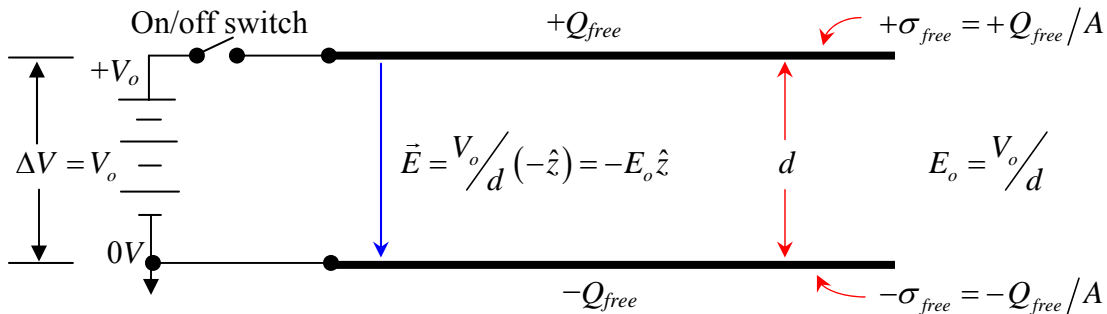 On/off switch
+Q_free
+σ_free = +Q_free/A
+V_o
ΔV = V_o
E⃗ = V_o/d (−ẑ) = −E_o ẑ
d
E_o = V_o/d
0V
−Q_free
−σ_free = −Q_free/A